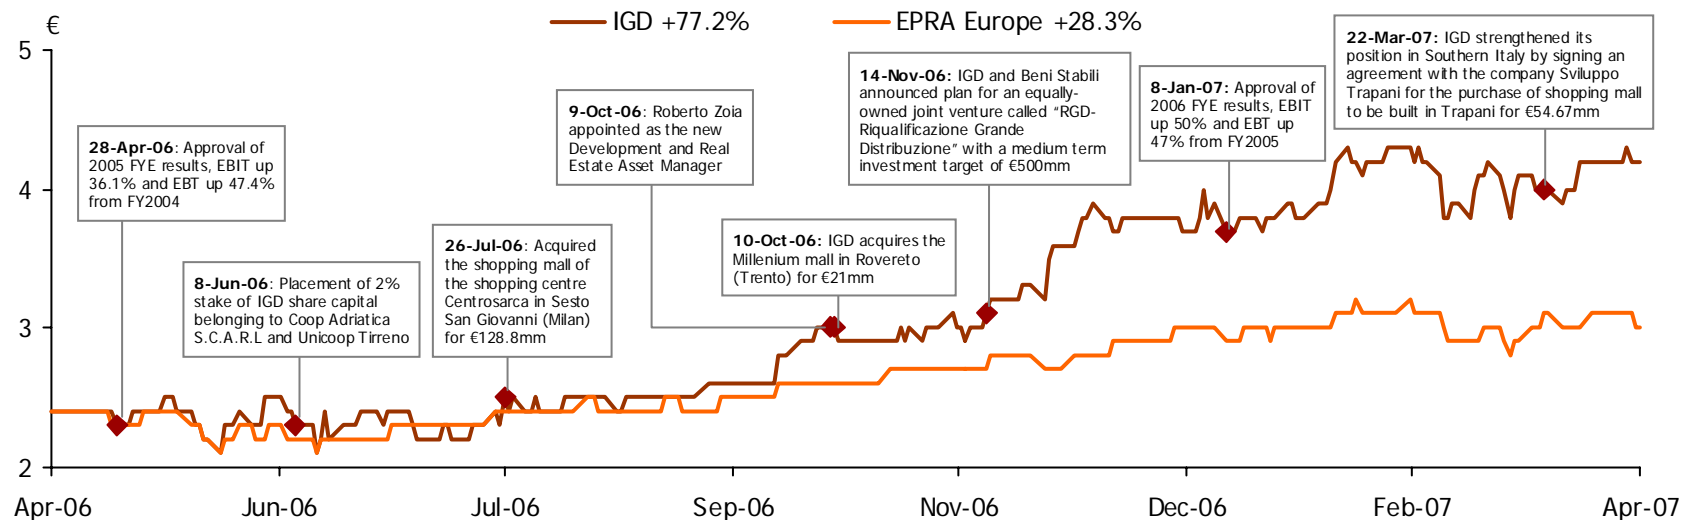 €
IGD +77.2%
EPRA Europe +28.3%
5
4
3
2
28-Apr-06: Approval of
2005 FYE results, EBIT up
36.1% and EBT up 47.4%
from FY2004
8-Jun-06: Placement of 2%
stake of IGD share capital
belonging to Coop Adriatica
S.C.A.R.L and Unicoop Tirreno
26-Jul-06: Acquired
the shopping mall of
the shopping centre
Centrosarca in Sesto
San Giovanni (Milan)
for €128.8mm
9-Oct-06: Roberto Zoia
appointed as the new
Development and Real
Estate Asset Manager
10-Oct-06: IGD acquires the
Millenium mall in Rovereto
(Trento) for €21mm
14-Nov-06: IGD and Beni Stabili
announced plan for an equally-
owned joint venture called "RGD-
Riqualificazione Grande
Distribuzione" with a medium term
investment target of €500mm
8-Jan-07: Approval of
2006 FYE results, EBIT
up 50% and EBT up
47% from FY2005
22-Mar-07: IGD strengthened its
position in Southern Italy by signing an
agreement with the company Sviluppo
Trapani for the purchase of shopping mall
to be built in Trapani for €54.67mm
Apr-06
Jun-06
Jul-06
Sep-06
Nov-06
Dec-06
Feb-07
Apr-07